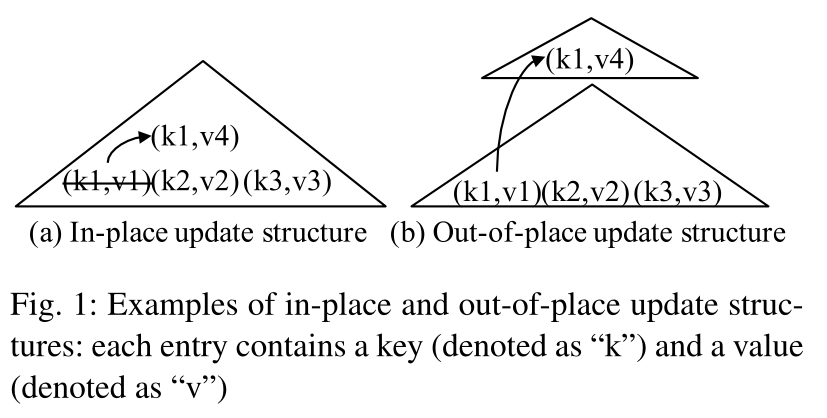 (k1,v4)
(k1,v1)(k2,v2)(k3,v3)
(a) In-place update structure
(k1,v4)
(k1,v1)(k2,v2)(k3,v3)
(b) Out-of-place update structure
Fig. 1: Examples of in-place and out-of-place update struc-
tures: each entry contains a key (denoted as “k”) and a value
(denoted as “v”)